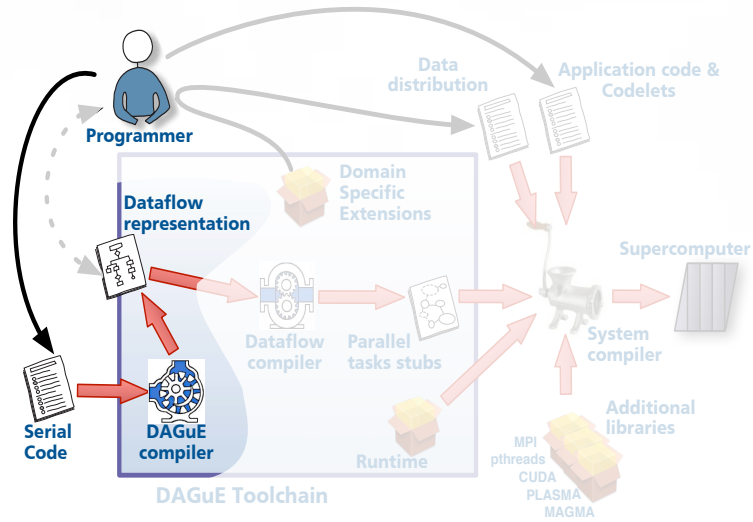 Data
distribution
Application code &
Codelets
Programmer
Domain
Specific
Extensions
Dataflow
representation
Supercomputer
Dataflow
compiler
Parallel
tasks stubs
System
compiler
Serial
Code
DAGuE
compiler
Runtime
Additional
libraries
MPI
pthreads
CUDA
PLASMA
MAGMA
DAGuE Toolchain